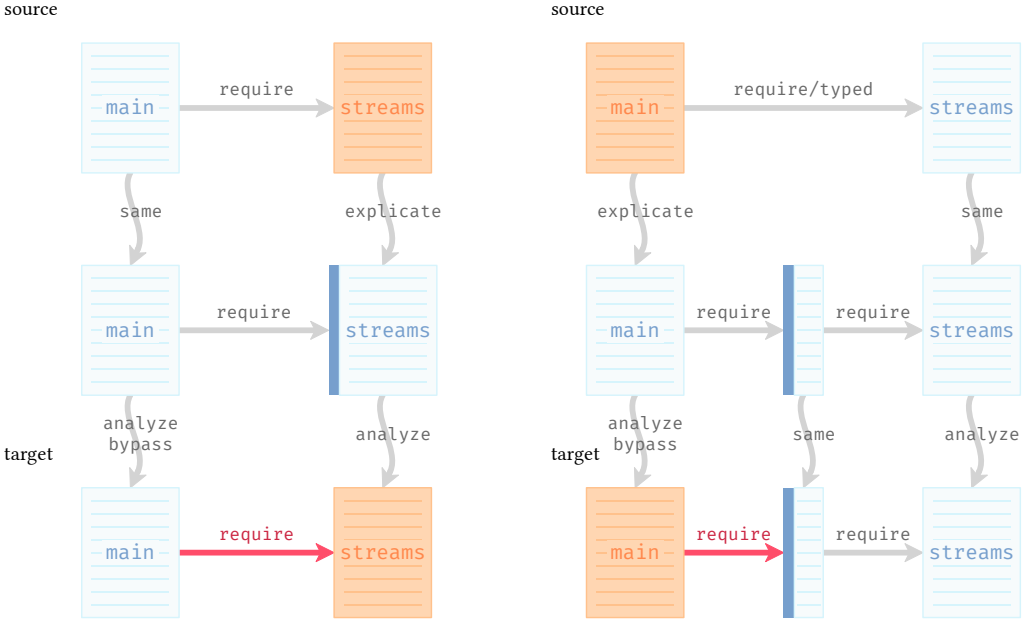 source
main
require
streams
same
explicate
main
require
streams
analyze
bypass
analyze
target
main
require
streams
source
main
require/typed
streams
explicate
same
main
require
require
streams
analyze
bypass
same
analyze
target
main
require
require
streams